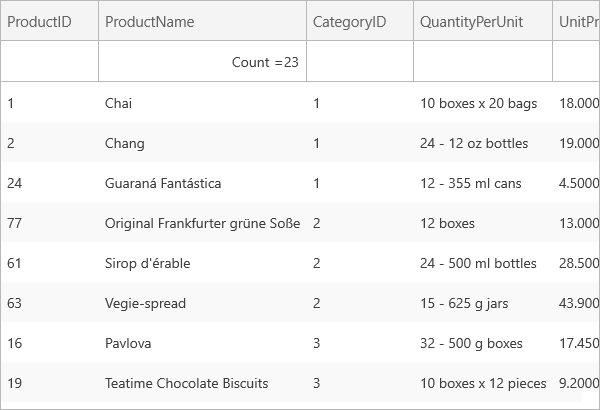 ProductID ProductName CategoryID QuantityPerUnit UnitPr
Count =23
1 Chai 1 10 boxes x 20 bags 18.000
2 Chang 1 24 - 12 oz bottles 19.000
24 Guaraná Fantástica 1 12 - 355 ml cans 4.5000
77 Original Frankfurter grüne Soße 2 12 boxes 13.000
61 Sirop d'érable 2 24 - 500 ml bottles 28.500
63 Vegie-spread 2 15 - 625 g jars 43.900
16 Pavlova 3 32 - 500 g boxes 17.450
19 Teatime Chocolate Biscuits 3 10 boxes x 12 pieces 9.2000